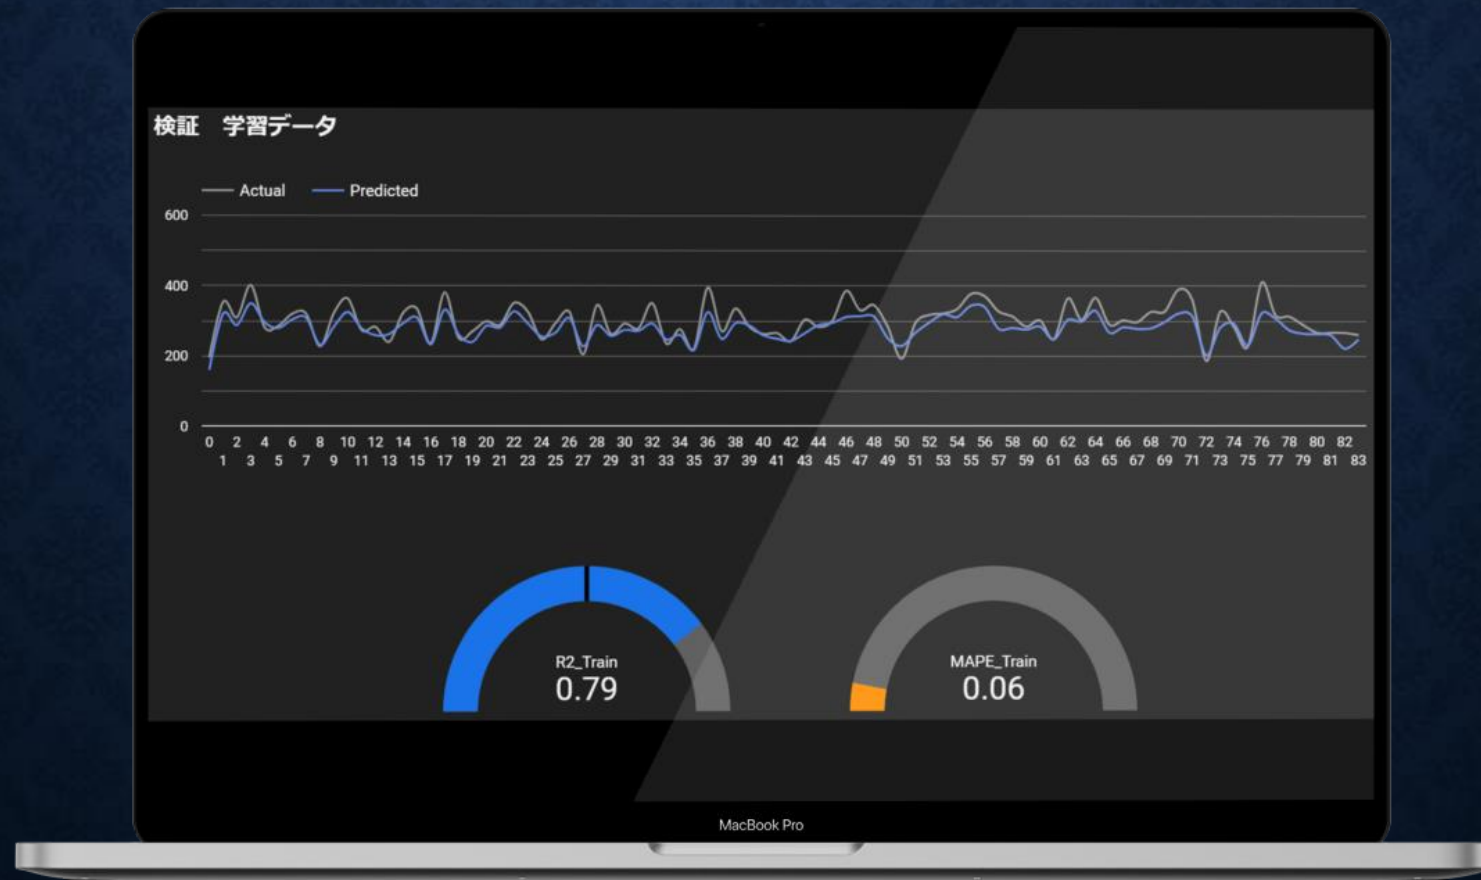 検証　学習データ
Actual Predicted
600
400
200
0
0 2 4 6 8 10 12 14 16 18 20 22 24 26 28 30 32 34 36 38 40 42 44 46 48 50 52 54 56 58 60 62 64 66 68 70 72 74 76 78 80 82
1 3 5 7 9 11 13 15 17 19 21 23 25 27 29 31 33 35 37 39 41 43 45 47 49 51 53 55 57 59 61 63 65 67 69 71 73 75 77 79 81 83
R2_Train
0.79
MAPE_Train
0.06
MacBook Pro